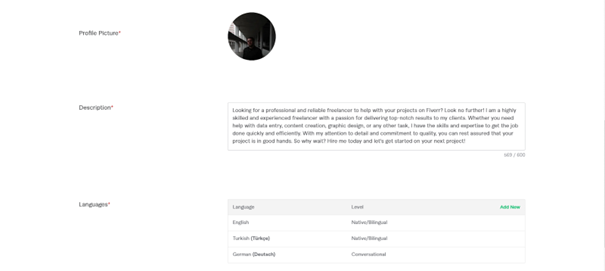 Profile Picture*
Description*
Looking for a professional and reliable freelancer to help with your projects on Fiverr? Look no further! I am a highly
skilled and experienced freelancer with a passion for delivering top-notch results to my clients. Whether you need
help with data entry, content creation, graphic design, or any other task, I have the skills and expertise to get the job
done quickly and efficiently. With my attention to detail and commitment to quality, you can rest assured that your
project is in good hands. So why wait? Hire me today and let's get started on your next project!
569 / 600
Languages*
Language Level Add New
English Native/Bilingual
Turkish (Türkçe) Native/Bilingual
German (Deutsch) Conversational